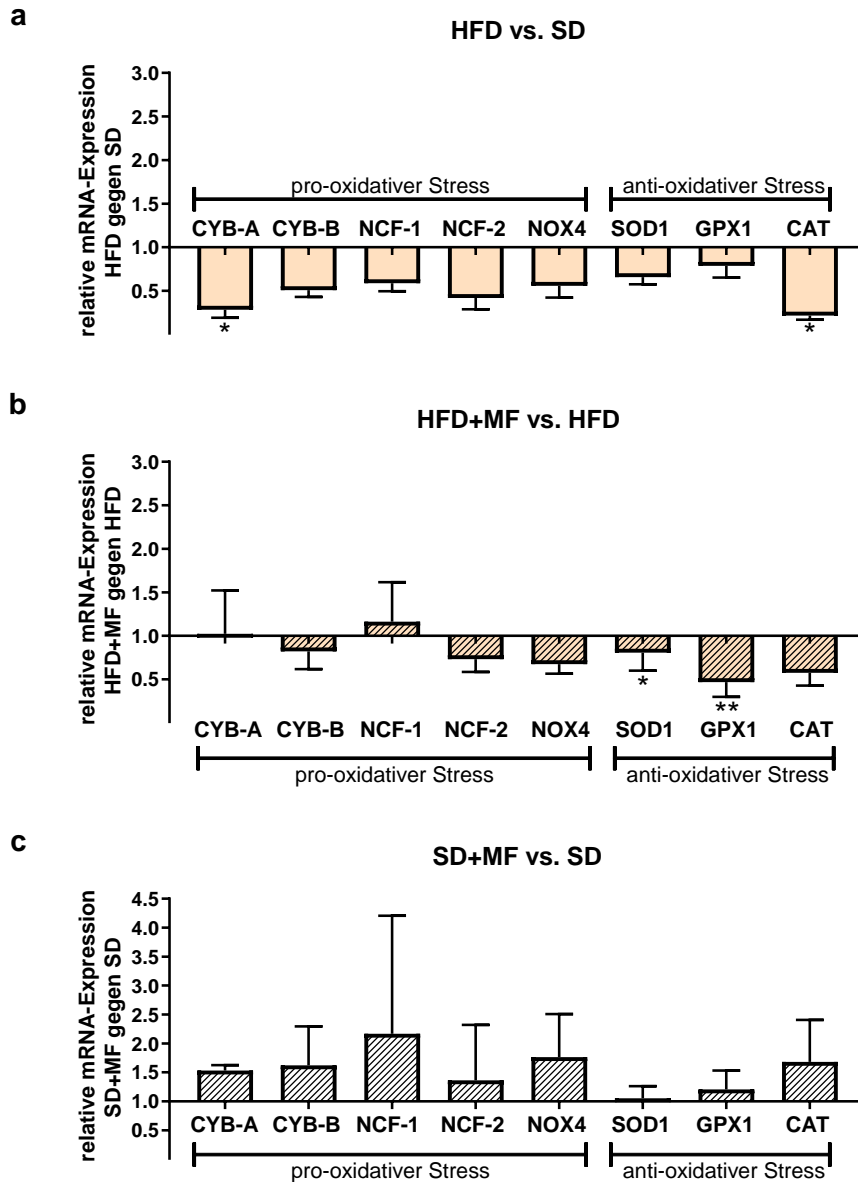 a
HFD vs. SD
relative mRNA-Expression
HFD gegen SD
3.0
2.5
2.0
1.5
1.0
0.5
pro-oxidativer Stress anti-oxidativer Stress
CYB-A CYB-B NCF-1 NCF-2 NOX4 SOD1 GPX1 CAT
* *
b
HFD+MF vs. HFD
relative mRNA-Expression
HFD+MF gegen HFD
3.0
2.5
2.0
1.5
1.0
0.5
* **
CYB-A CYB-B NCF-1 NCF-2 NOX4 SOD1 GPX1 CAT
pro-oxidativer Stress anti-oxidativer Stress
c
SD+MF vs. SD
relative mRNA-Expression
SD+MF gegen SD
4.5
4.0
3.5
3.0
2.5
2.0
1.5
1.0
0.5
CYB-A CYB-B NCF-1 NCF-2 NOX4 SOD1 GPX1 CAT
pro-oxidativer Stress anti-oxidativer Stress